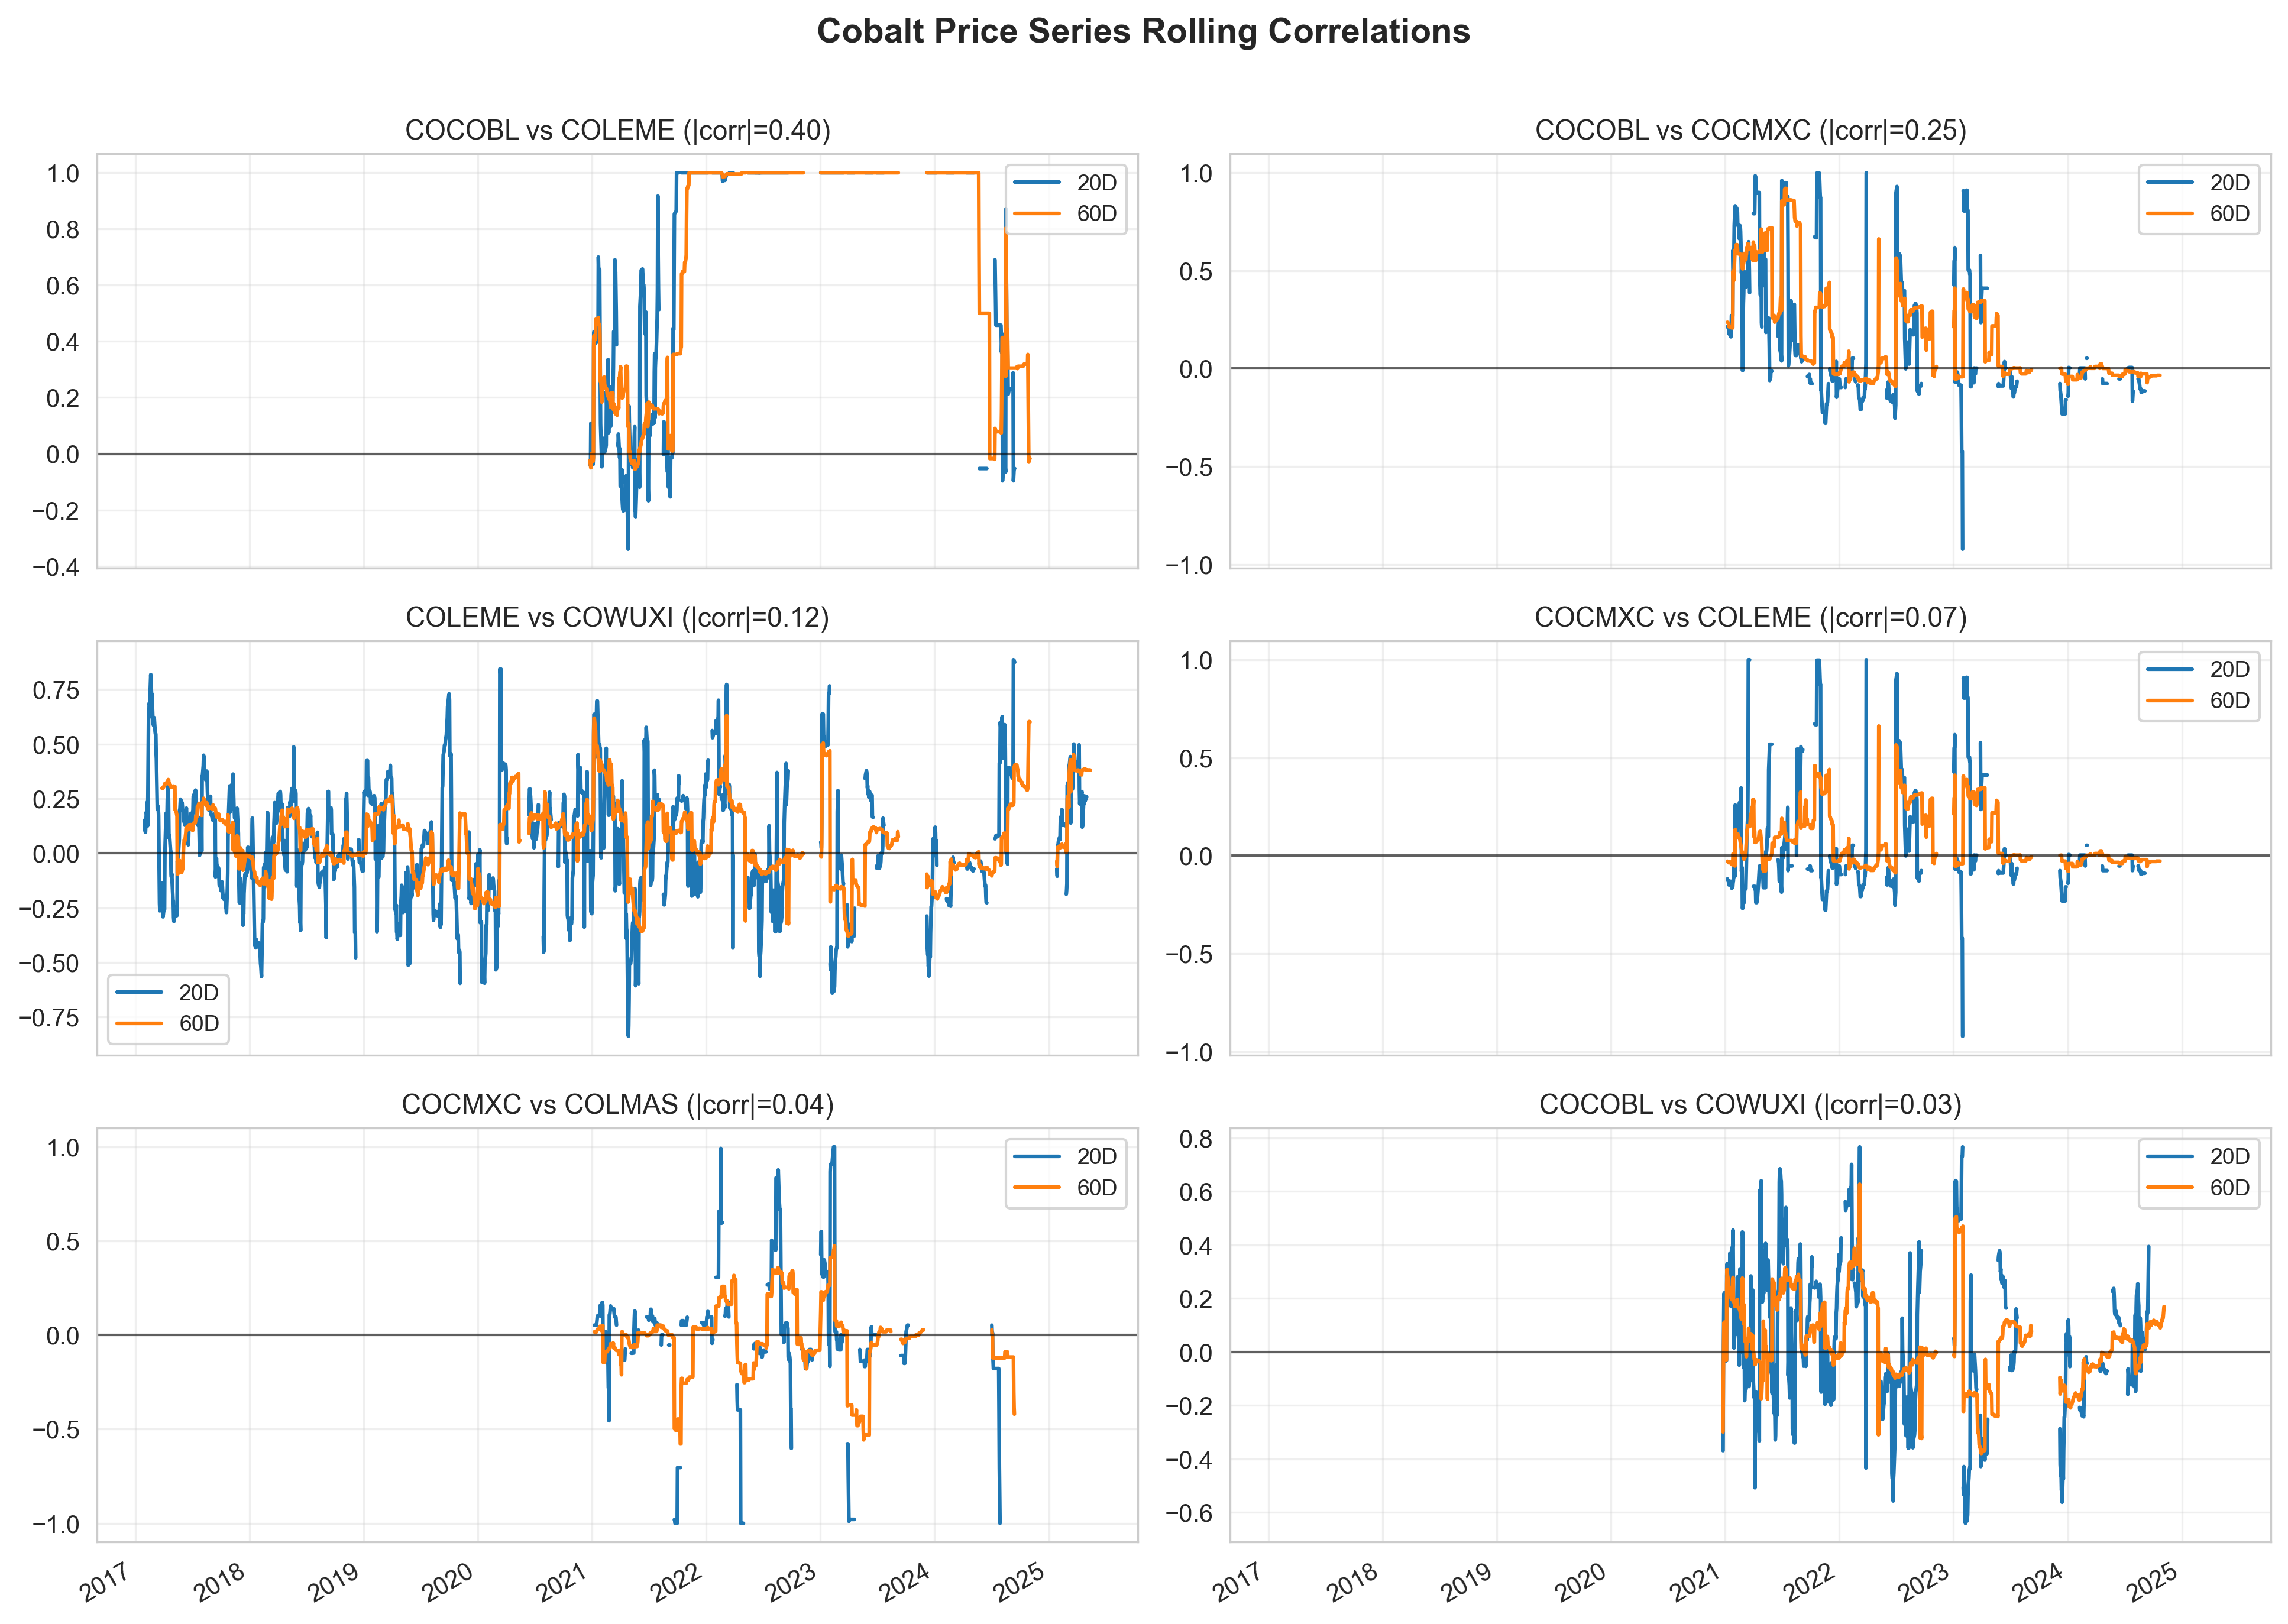 Cobalt Price Series Rolling Correlations
COCOBL vs COLEME (|corr|=0.40)
1.0
0.8
0.6
0.4
0.2
0.0
−0.2
−0.4
20D
60D
COCOBL vs COCMXC (|corr|=0.25)
1.0
0.5
0.0
−0.5
−1.0
20D
60D
COLEME vs COWUXI (|corr|=0.12)
0.75
0.50
0.25
0.00
−0.25
−0.50
−0.75
20D
60D
COCMXC vs COLEME (|corr|=0.07)
1.0
0.5
0.0
−0.5
−1.0
20D
60D
COCMXC vs COLMAS (|corr|=0.04)
1.0
0.5
0.0
−0.5
−1.0
20D
60D
2017 2018 2019 2020 2021 2022 2023 2024 2025
COCOBL vs COWUXI (|corr|=0.03)
0.8
0.6
0.4
0.2
0.0
−0.2
−0.4
−0.6
20D
60D
2017 2018 2019 2020 2021 2022 2023 2024 2025